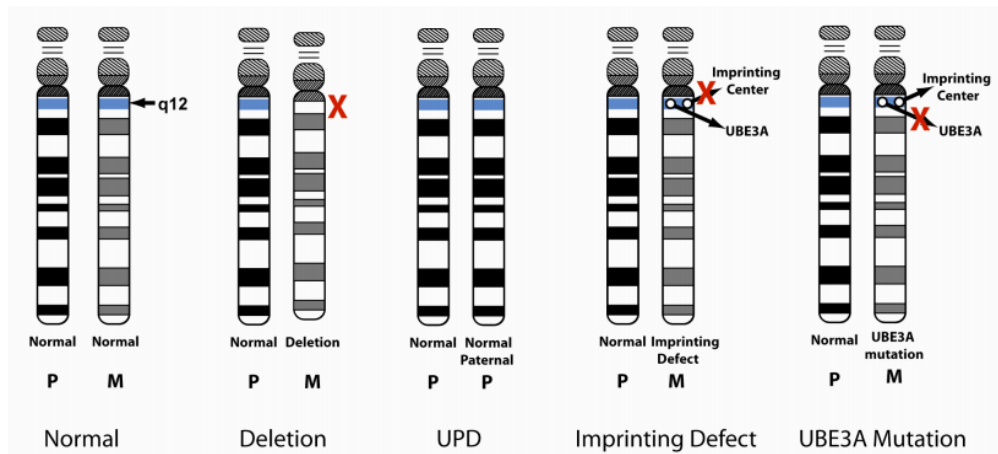 q12
X
X
Imprinting
Center
UBE3A
X
Imprinting
Center
UBE3A
Normal Normal
P M
Normal
Normal Deletion
P M
Deletion
Normal Normal
Paternal
P P
UPD
Normal Imprinting
Defect
P M
Imprinting Defect
Normal UBE3A
mutation
P M
UBE3A Mutation